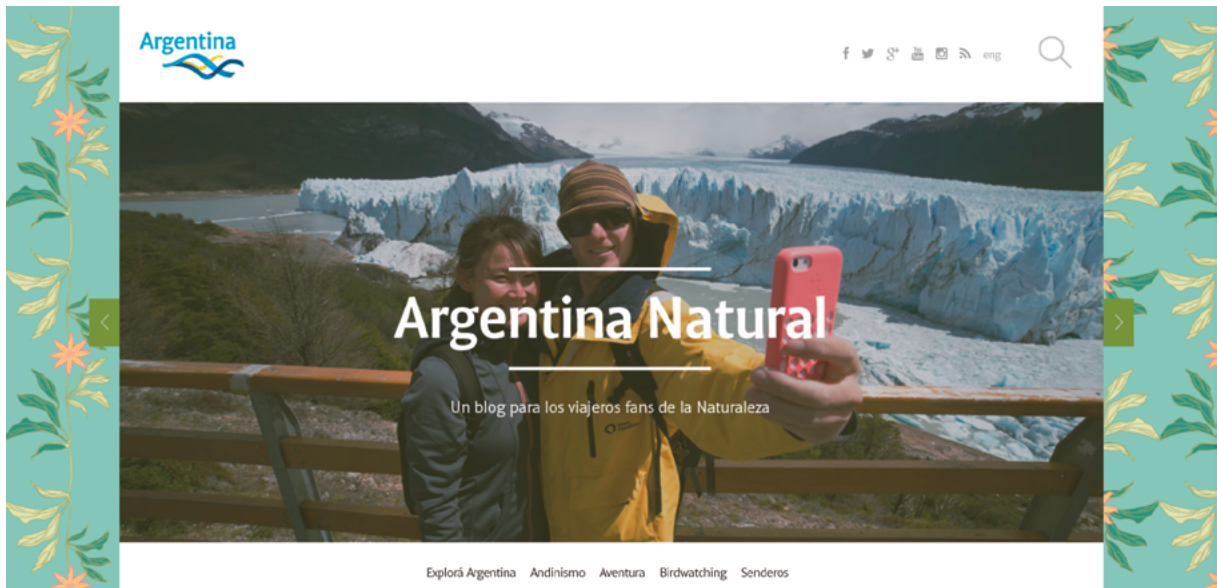 Argentina
eng
Argentina Natural
Un blog para los viajeros fans de la Naturaleza
Explorá Argentina Andinismo Aventura Birdwatching Senderos